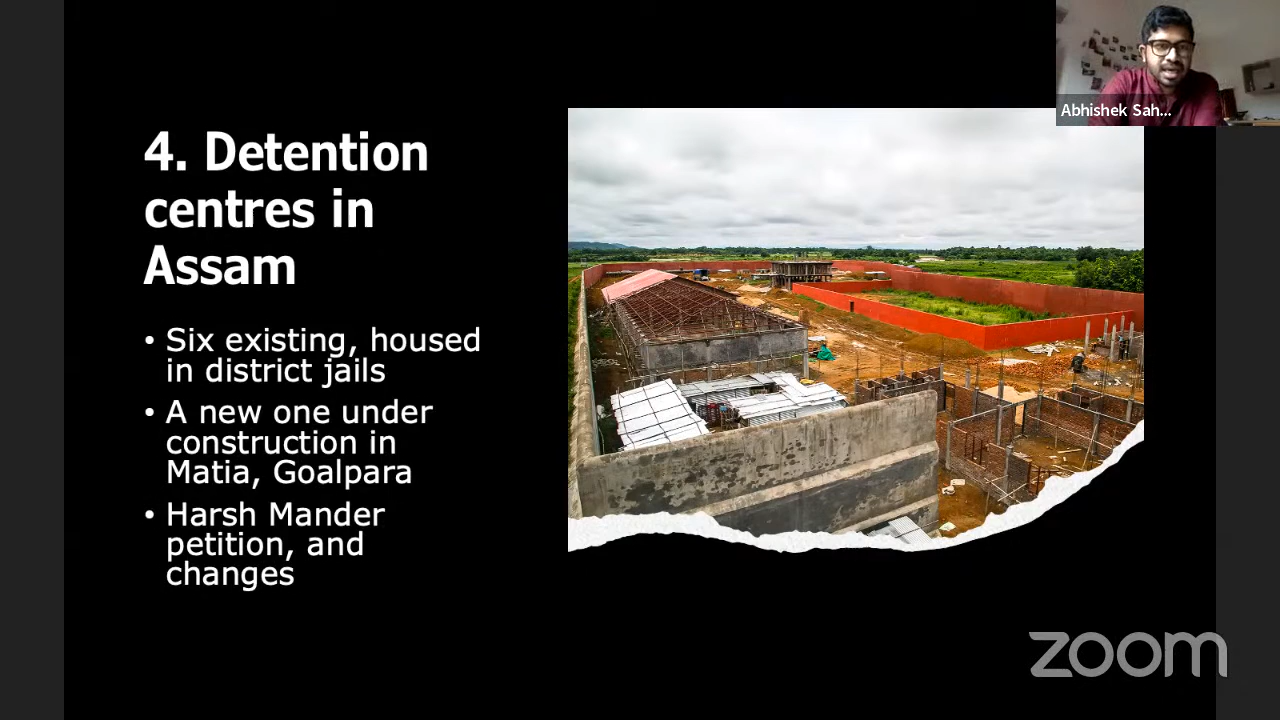 4. Detention
centres in
Assam
• Six existing, housed
in district jails
• A new one under
construction in
Matia, Goalpara
• Harsh Mander
petition, and
changes
Abhishek Sah...
zoom